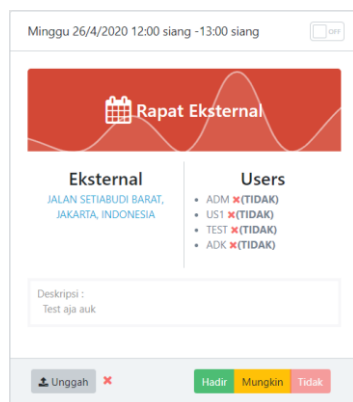 Minggu 26/4/2020 12:00 siang -13:00 siang
OFF
Rapat Eksternal
Eksternal
JALAN SETIABUDI BARAT,
JAKARTA, INDONESIA
Users
ADM ×(TIDAK)
US1 ×(TIDAK)
TEST ×(TIDAK)
ADK ×(TIDAK)
Deskripsi :
Test aja auk
Unggah
Hadir Mungkin Tidak